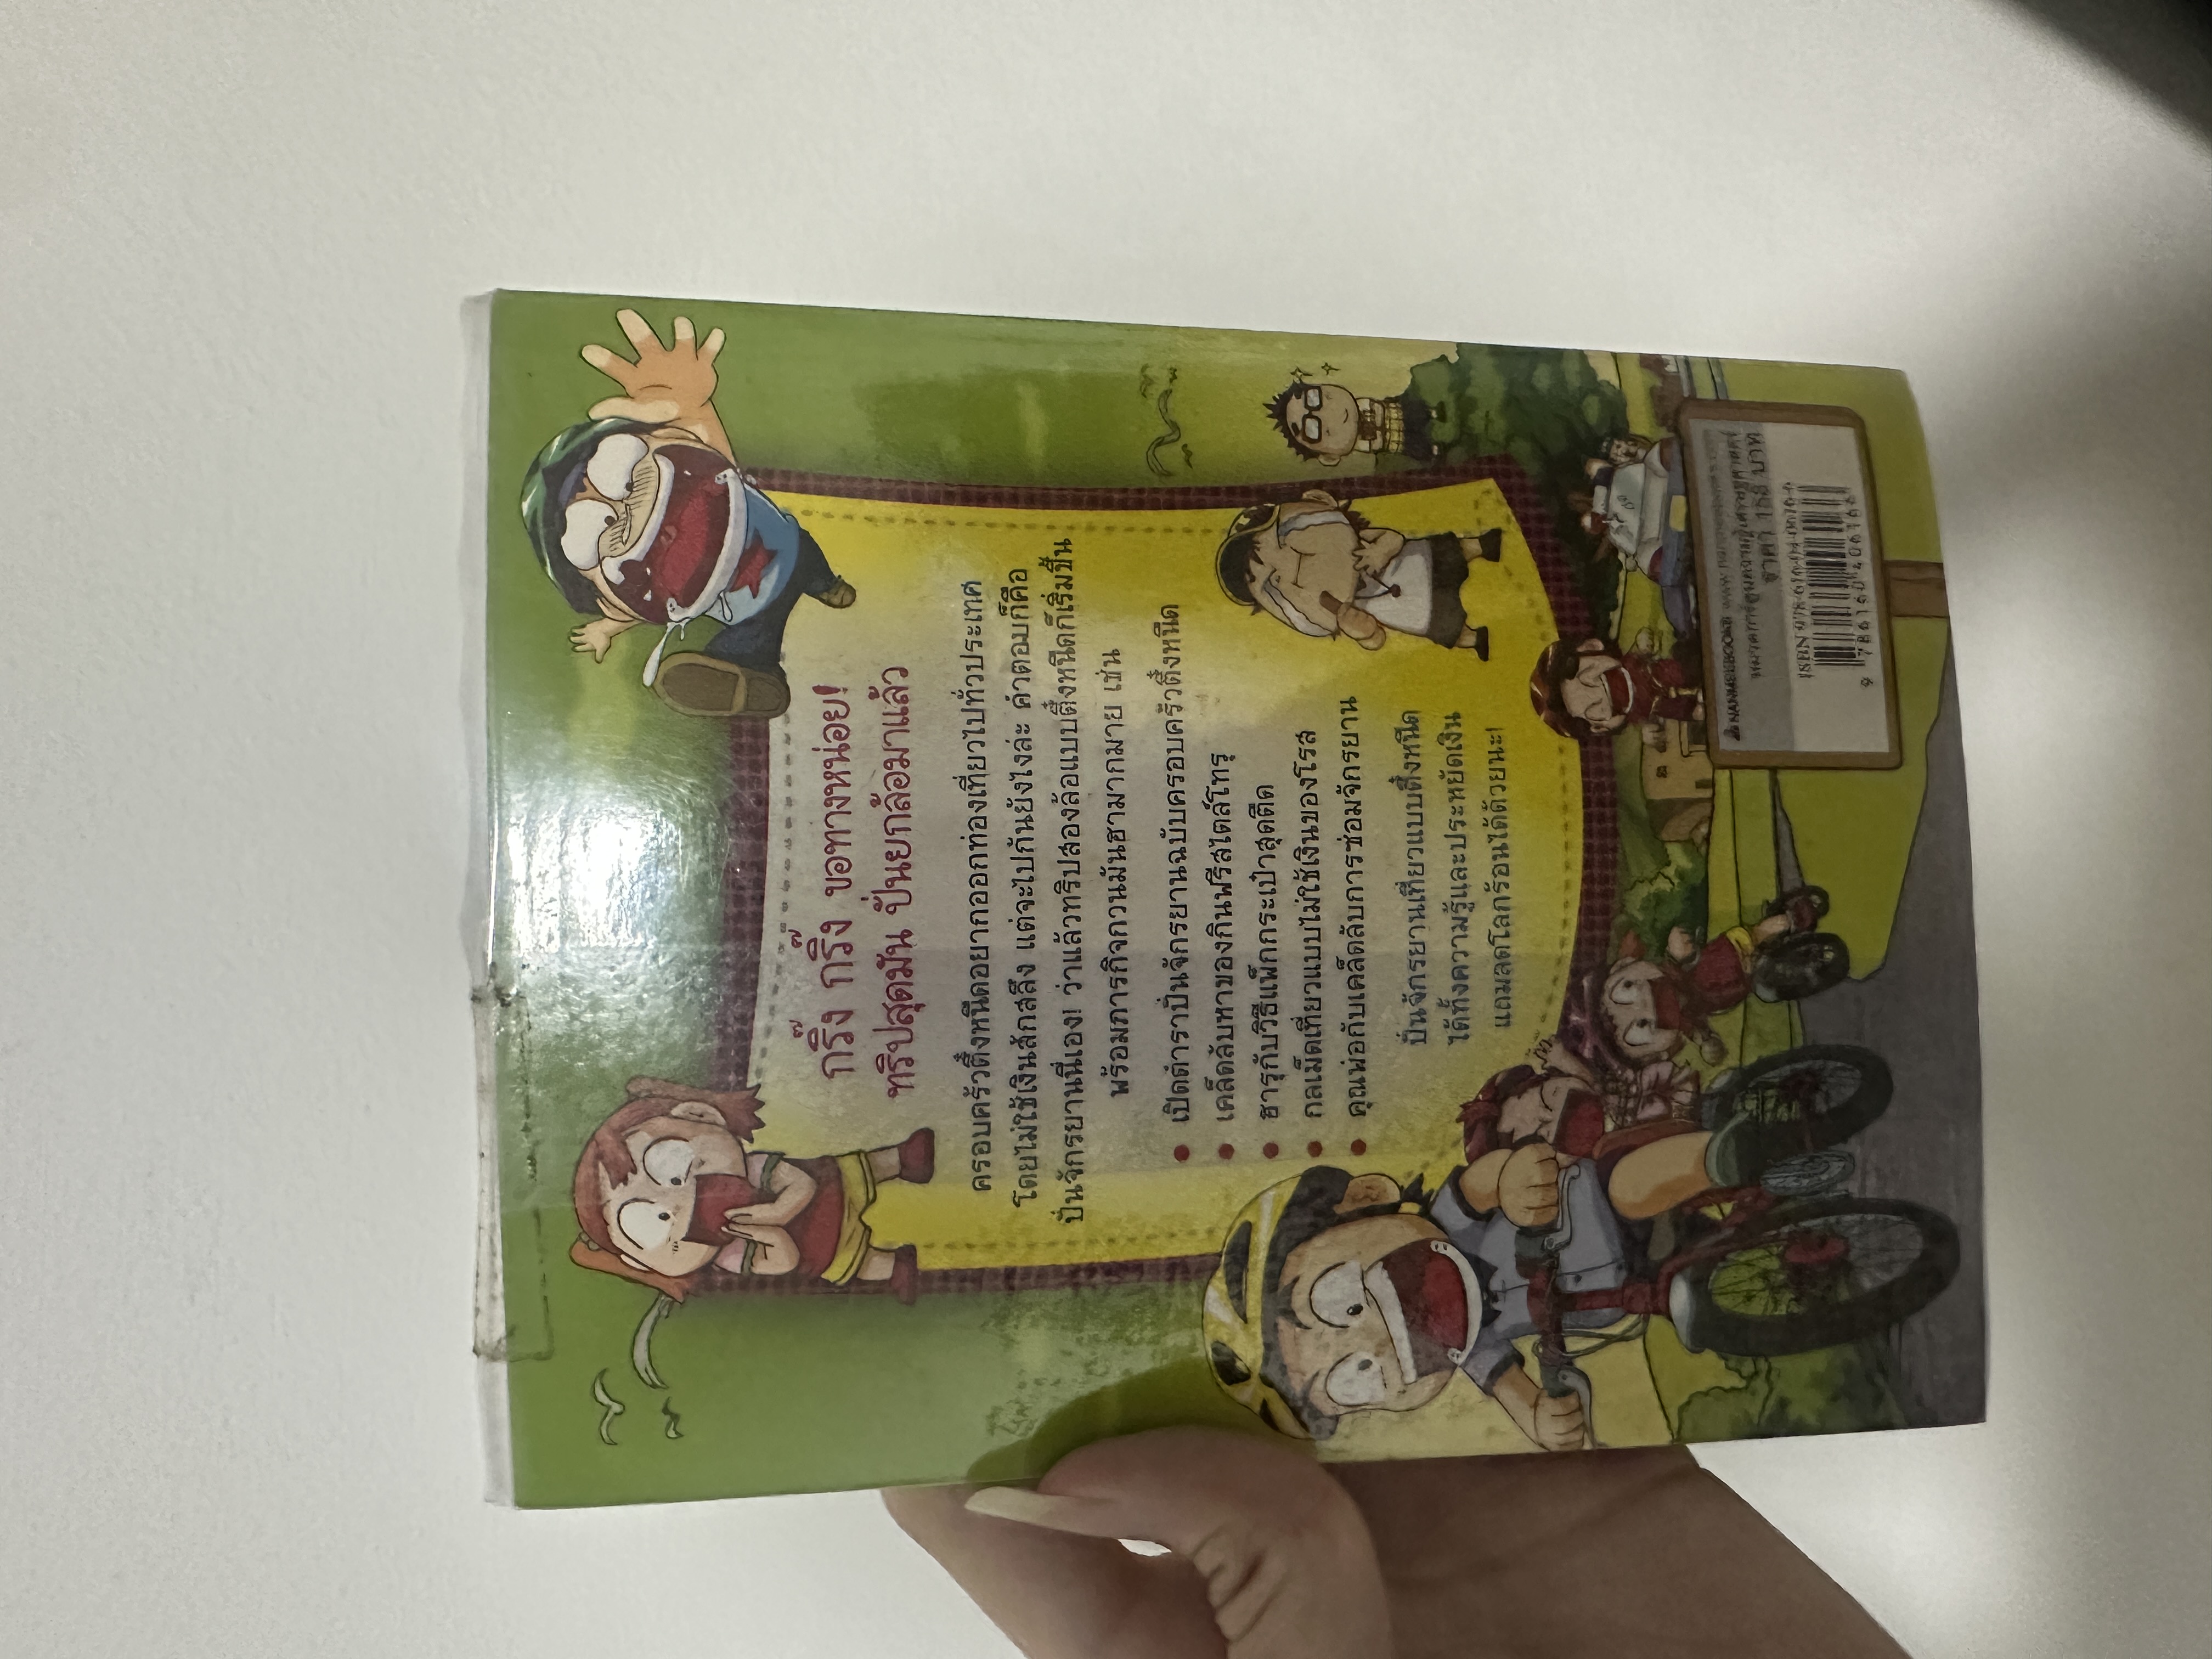 กริ๊ง กริ๊ง ขอทางหน่อย!
ทริปสุดมัน ปั่นยกล้อมาแล้ว
ครอบครัวตึ๋งหนืดอยากออกท่องเที่ยวไปทั่วประเทศ
โดยไม่ใช้เงินสักสลึง แต่จะไปกันยังไงล่ะ คำตอบก็คือ
ปั่นจักรยานนี่เอง! ว่าแล้วทริปสองล้อแบบตึ๋งหนืดก็เริ่มขึ้น
พร้อมภารกิจกวนมันฮามากมาย เช่น
• เปิดตำราปั่นจักรยานฉบับครอบครัวตึ๋งหนืด
• เคล็ดลับหาของกินฟรีสไตล์โทรุ
• ฮารุกับวิธีแพ็กกระเป๋าสุดตืด
• กลเม็ดเที่ยวแบบไม่ใช้เงินของโรส
• คุณพ่อกับเคล็ดลับการซ่อมจักรยาน
ปั่นจักรยานเที่ยวแบบตึ๋งหนืด
ได้ทั้งความรู้และประหยัดเงิน
แถมลดโลกร้อนได้ด้วยนะ!
NANMEEBOOKS
หมวดการ์ตูนความรู้เศรษฐศาสตร์
ราคา 158 บาท
ISBN 978-616-04-0616-6
9 786160 406166